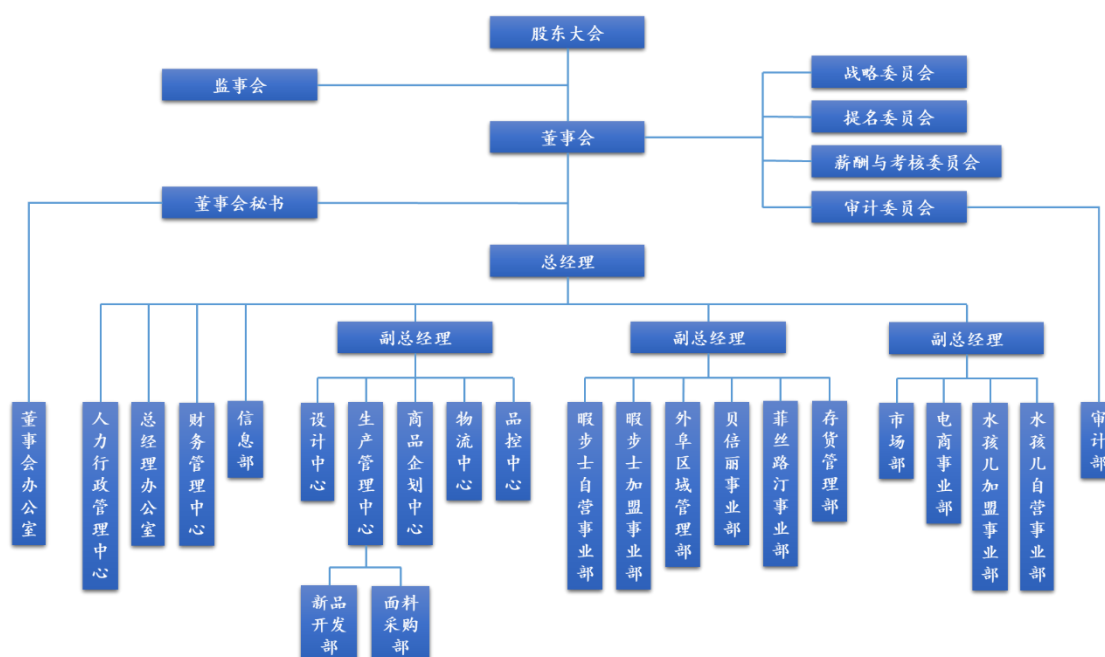 股东大会
监事会
战略委员会
提名委员会
董事会
薪酬与考核委员会
董事会秘书
审计委员会
总经理
副总经理
副总经理
副总经理
董事会办公室
人力行政管理中心
总经理办公室
财务管理中心
信息部
设计中心
生产管理中心
商品企划中心
物流中心
品控中心
暇步士自营事业部
暇步士加盟事业部
外阜区域管理部
贝倍丽事业部
菲丝路汀事业部
存货管理部
市场部
电商事业部
水孩儿加盟事业部
水孩儿自营事业部
审计部
新品
开发
部
面料
采购
部